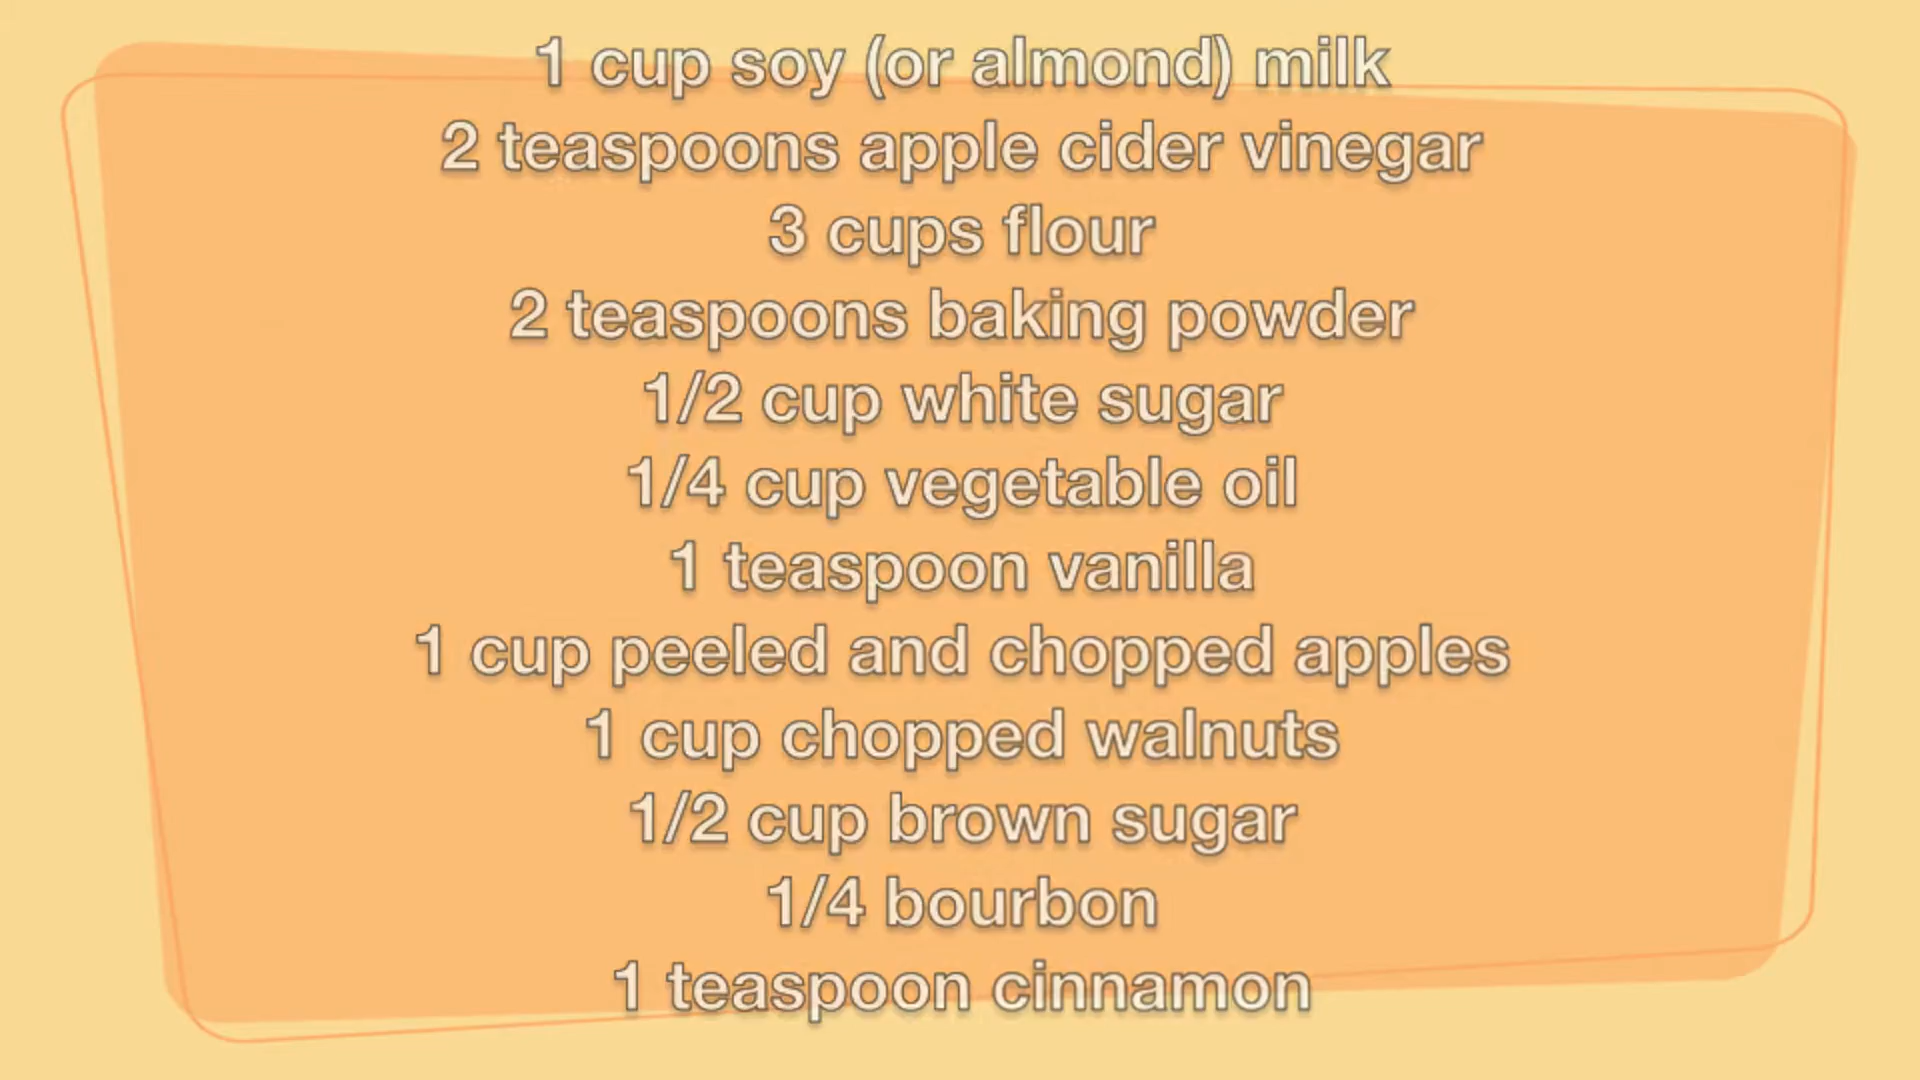 1 cup soy (or almond) milk
2 teaspoons apple cider vinegar
3 cups flour
2 teaspoons baking powder
1/2 cup white sugar
1/4 cup vegetable oil
1 teaspoon vanilla
1 cup peeled and chopped apples
1 cup chopped walnuts
1/2 cup brown sugar
1/4 bourbon
1 teaspoon cinnamon